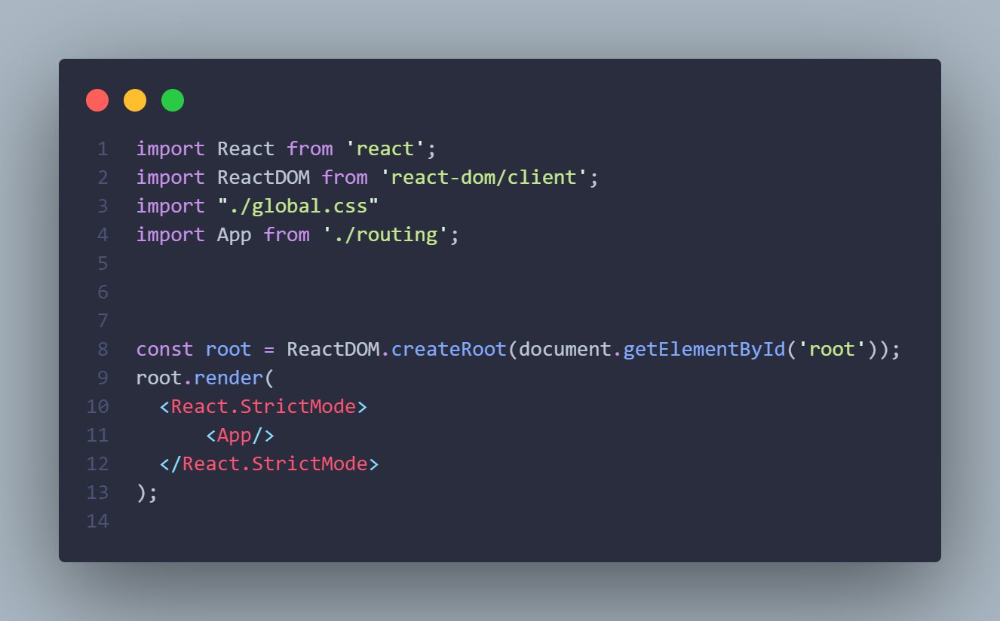 1 import React from 'react';
2 import ReactDOM from 'react-dom/client';
3 import "./global.css"
4 import App from './routing';
5
6
7
8 const root = ReactDOM.createRoot(document.getElementById('root'));
9 root.render(
10   <React.StrictMode>
11       <App/>
12   </React.StrictMode>
13 );
14